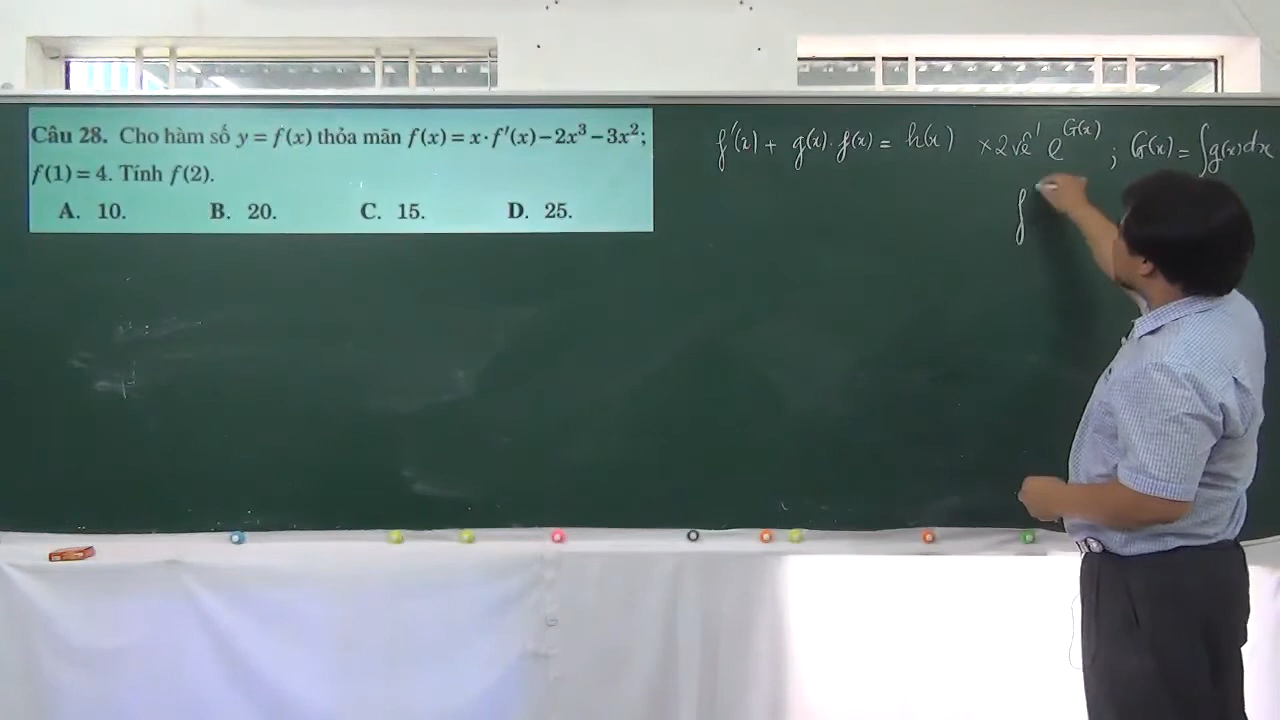 Câu 28. Cho hàm số y = f(x) thỏa mãn f(x) = x · f'(x) − 2x³ − 3x²;
f(1) = 4. Tính f(2).
A. 10. B. 20. C. 15. D. 25.
f'(x) + g(x). f(x) = h(x) ×2 vế e^{G(x)} ; G(x) = ∫g(x)dx
f